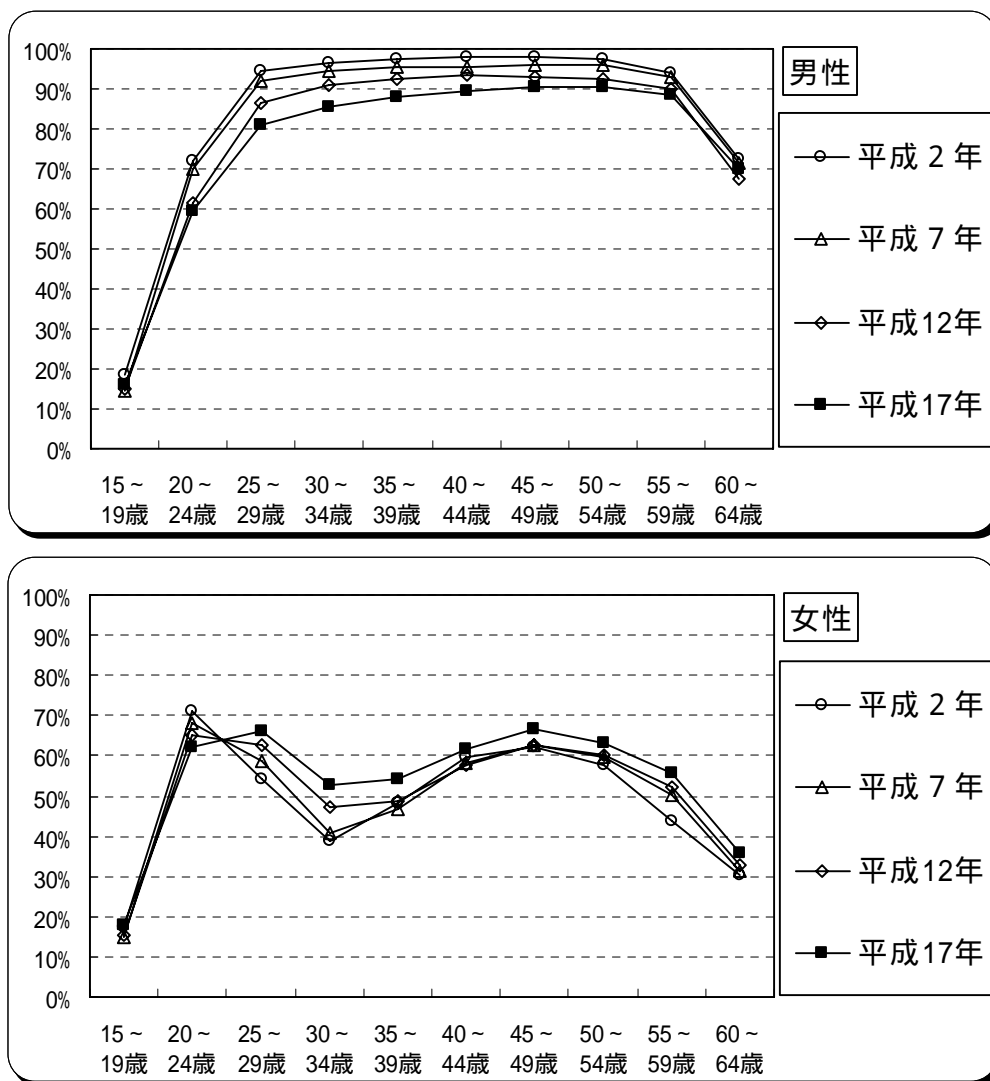 100%
90%
80%
70%
60%
50%
40%
30%
20%
10%
0%
15～ 20～ 25～ 30～ 35～ 40～ 45～ 50～ 55～ 60～
19歳 24歳 29歳 34歳 39歳 44歳 49歳 54歳 59歳 64歳
男性
平成 2 年
平成 7 年
平成12年
平成17年
100%
90%
80%
70%
60%
50%
40%
30%
20%
10%
0%
15～ 20～ 25～ 30～ 35～ 40～ 45～ 50～ 55～ 60～
19歳 24歳 29歳 34歳 39歳 44歳 49歳 54歳 59歳 64歳
女性
平成 2 年
平成 7 年
平成12年
平成17年